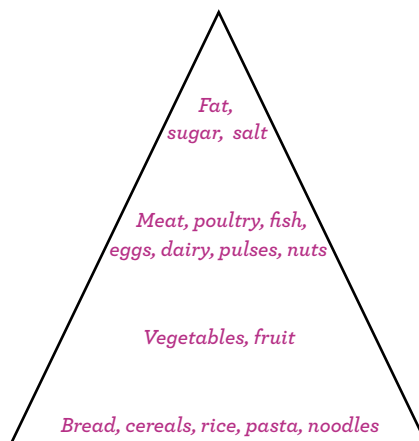 Fat,
sugar, salt
Meat, poultry, fish,
eggs, dairy, pulses, nuts
Vegetables, fruit
Bread, cereals, rice, pasta, noodles